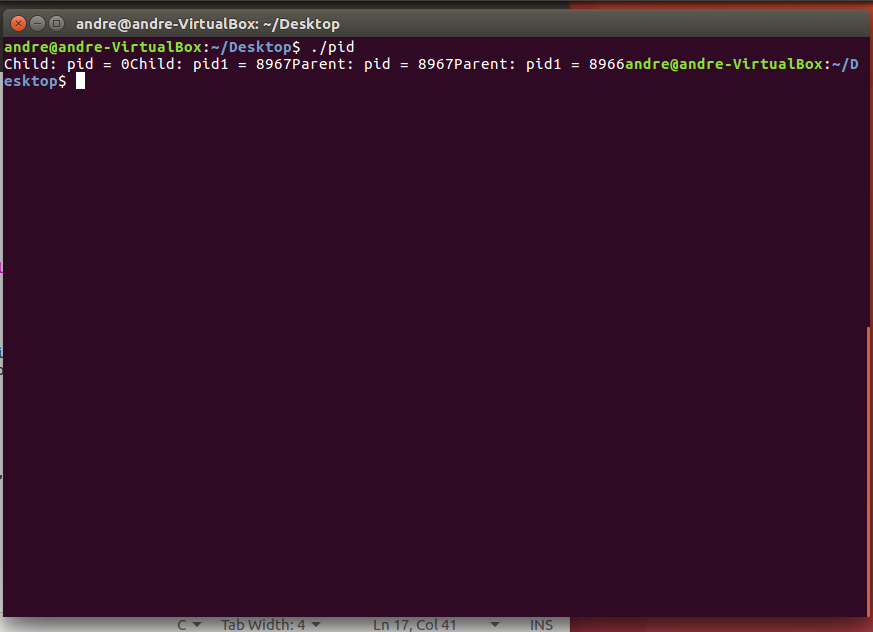 andre@andre-VirtualBox: ~/Desktop
andre@andre-VirtualBox:~/Desktop$ ./pid
Child: pid = 0Child: pid1 = 8967Parent: pid = 8967Parent: pid1 = 8966andre@andre-VirtualBox:~/D
esktop$
C Tab Width: 4 Ln 17, Col 41 INS